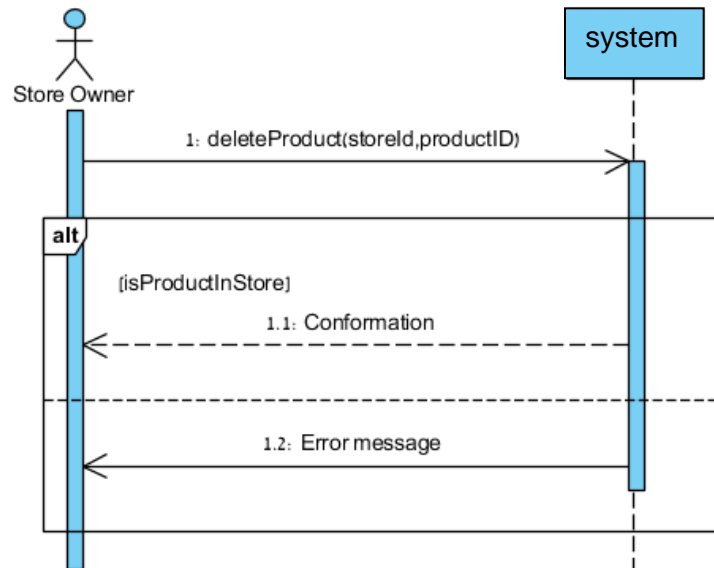 system
Store Owner
1: deleteProduct(storeId,productID)
alt
[isProductInStore]
1.1: Conformation
1.2: Error message